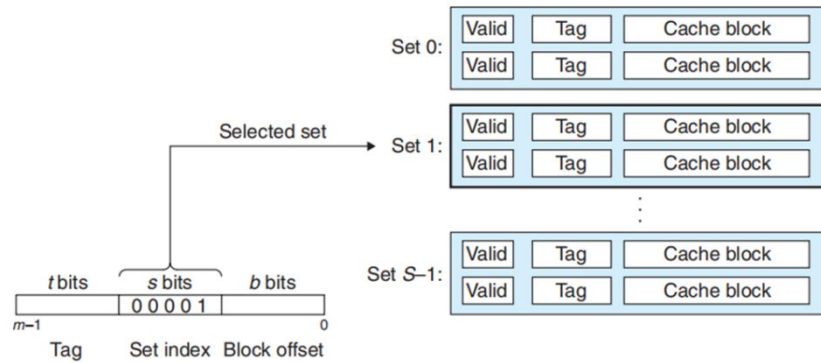 Set 0:
Valid Tag Cache block
Valid Tag Cache block
Selected set
Set 1:
Valid Tag Cache block
Valid Tag Cache block
Set S–1:
Valid Tag Cache block
Valid Tag Cache block
t bits s bits b bits
0 0 0 0 1
m–1 0
Tag Set index Block offset